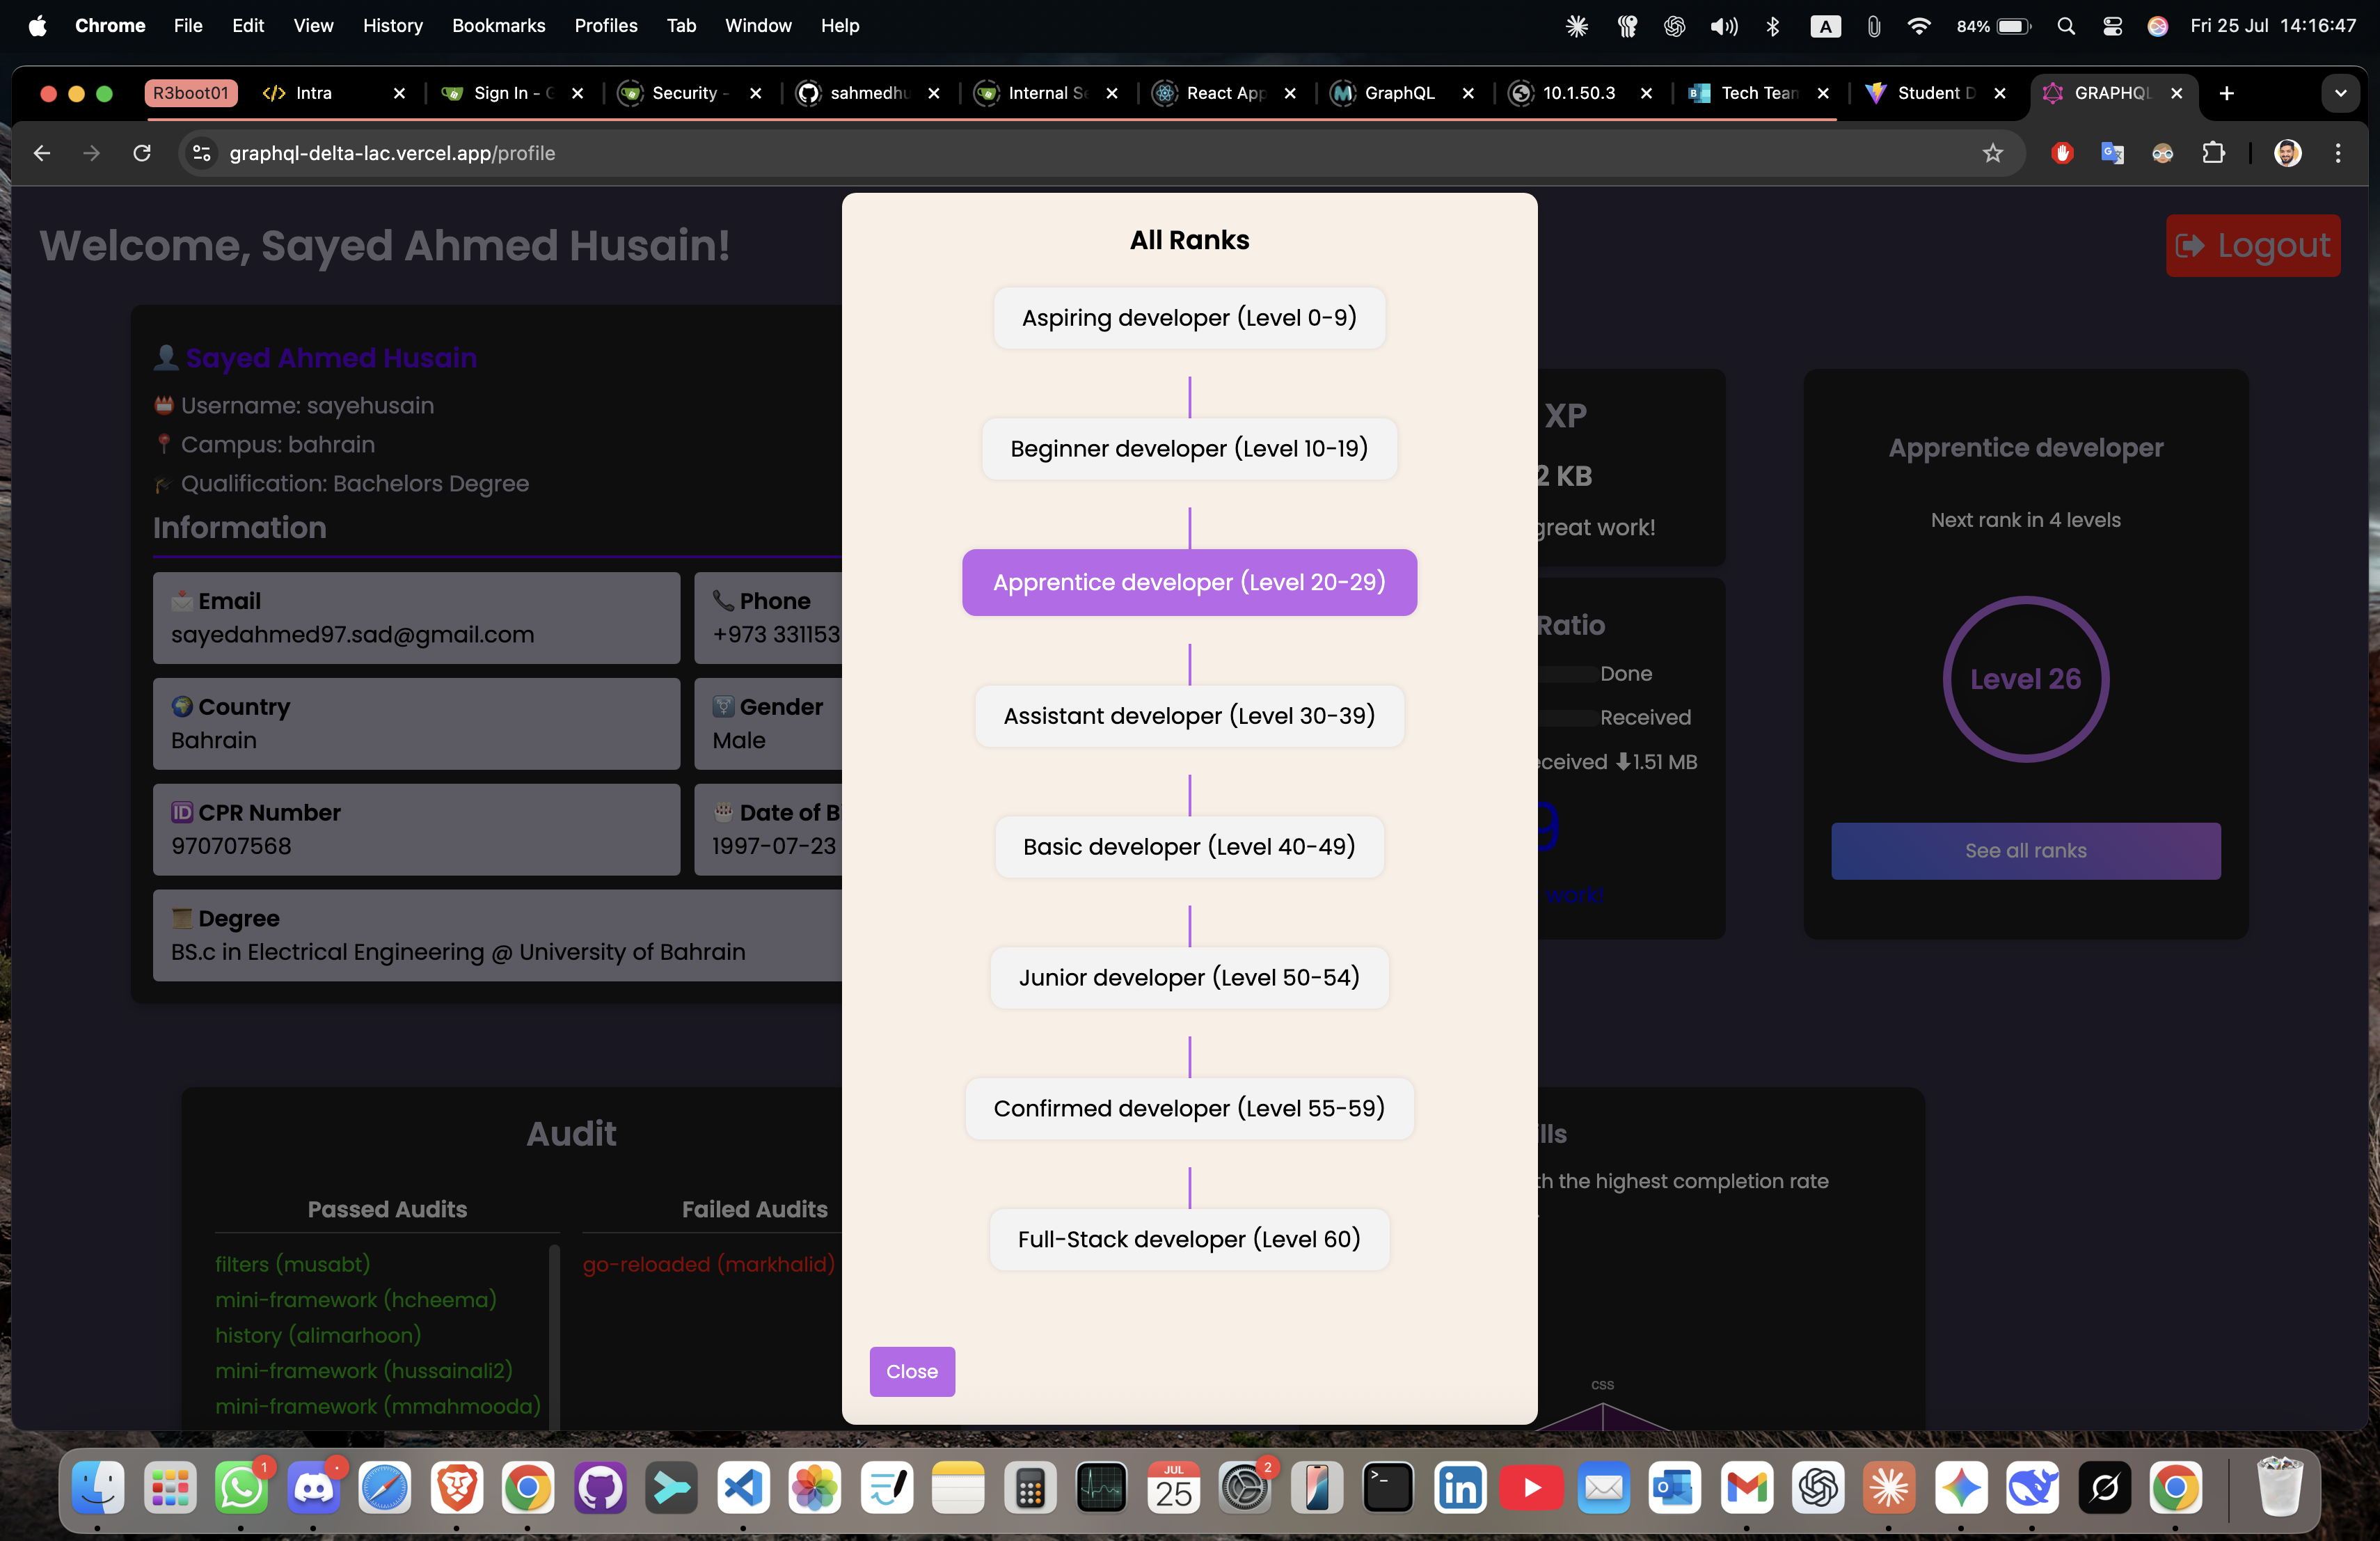 Chrome File Edit View History Bookmarks Profiles Tab Window Help
A 84% Fri 25 Jul 14:16:47
R3boot01 </> Intra Sign In - Security - sahmedhu Internal Se React App GraphQL 10.1.50.3 Tech Team Student D GRAPHQL
graphql-delta-lac.vercel.app/profile
Welcome, Sayed Ahmed Husain!
Logout
Sayed Ahmed Husain
Username: sayehusain
Campus: bahrain
Qualification: Bachelors Degree
Information
Email
sayedahmed97.sad@gmail.com
Phone
+973 331153
Country
Bahrain
Gender
Male
ID CPR Number
970707568
Date of B
1997-07-23
Degree
BS.c in Electrical Engineering @ University of Bahrain
All Ranks
Aspiring developer (Level 0-9)
Beginner developer (Level 10-19)
Apprentice developer (Level 20-29)
Assistant developer (Level 30-39)
Basic developer (Level 40-49)
Junior developer (Level 50-54)
Confirmed developer (Level 55-59)
Full-Stack developer (Level 60)
Close
XP
2 KB
great work!
Ratio
Done
Received
ceived 1.51 MB
9
work!
Apprentice developer
Next rank in 4 levels
Level 26
See all ranks
Audit
Passed Audits
filters (musabt)
mini-framework (hcheema)
history (alimarhoon)
mini-framework (hussainali2)
mini-framework (mmahmooda)
Failed Audits
go-reloaded (markhalid)
ills
th the highest completion rate
css
1
JUL
25
2